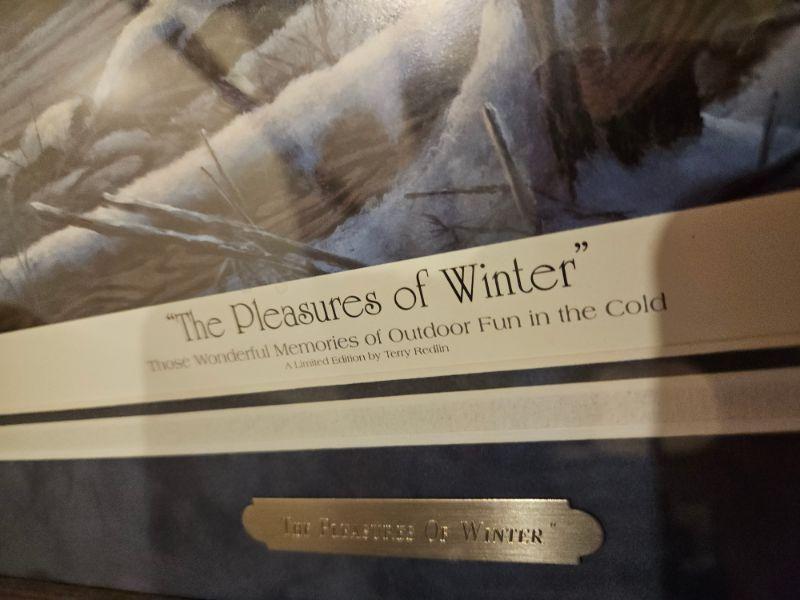 "The Pleasures of Winter"
Those Wonderful Memories of Outdoor Fun in the Cold
A Limited Edition by Terry Redlin
"The Pleasures Of Winter"